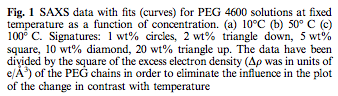 Fig. 1 SAXS data with fits (curves) for PEG 4600 solutions at fixed
temperature as a function of concentration. (a) 10°C (b) 50° C (c)
100° C. Signatures: 1 wt% circles, 2 wt% triangle down, 5 wt%
square, 10 wt% diamond, 20 wt% triangle up. The data have been
divided by the square of the excess electron density (Δρ was in units of
e/Å³) of the PEG chains in order to eliminate the influence in the plot
of the change in contrast with temperature